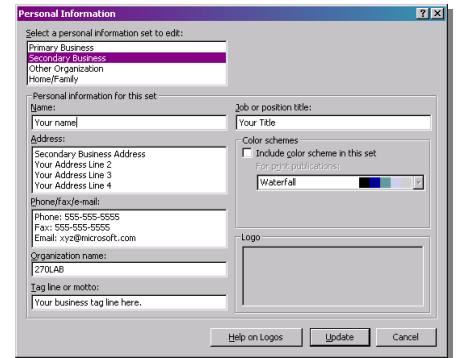 Personal Information
Select a personal information set to edit:
Primary Business
Secondary Business
Other Organization
Home/Family
Personal information for this set
Name:
Your name
Job or position title:
Your Title
Address:
Secondary Business Address
Your Address Line 2
Your Address Line 3
Your Address Line 4
Color schemes
Include color scheme in this set
For print publications:
Waterfall
Phone/fax/e-mail:
Phone: 555-555-5555
Fax: 555-555-5555
Email: xyz@microsoft.com
Logo
Organization name:
270LAB
Tag line or motto:
Your business tag line here.
Help on Logos
Update
Cancel